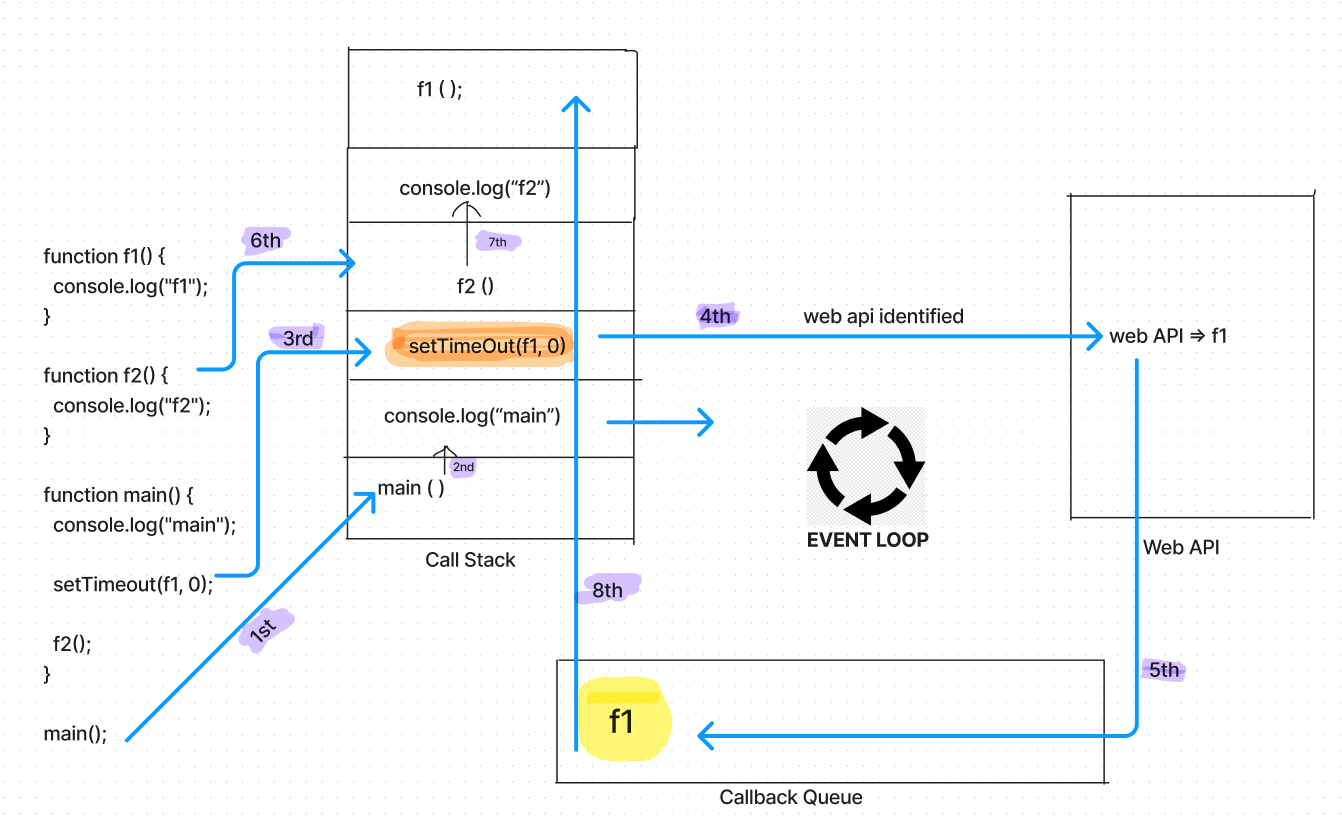 function f1() {
console.log("f1");
}
function f2() {
console.log("f2");
}
function main() {
console.log("main");
setTimeout(f1, 0);
f2();
}
main();
1st
3rd
6th
f1 ( );
console.log(“f2”)
7th
f2 ()
setTimeOut(f1, 0)
console.log(“main”)
2nd
main ( )
Call Stack
4th
web api identified
web API => f1
Web API
EVENT LOOP
8th
5th
f1
Callback Queue